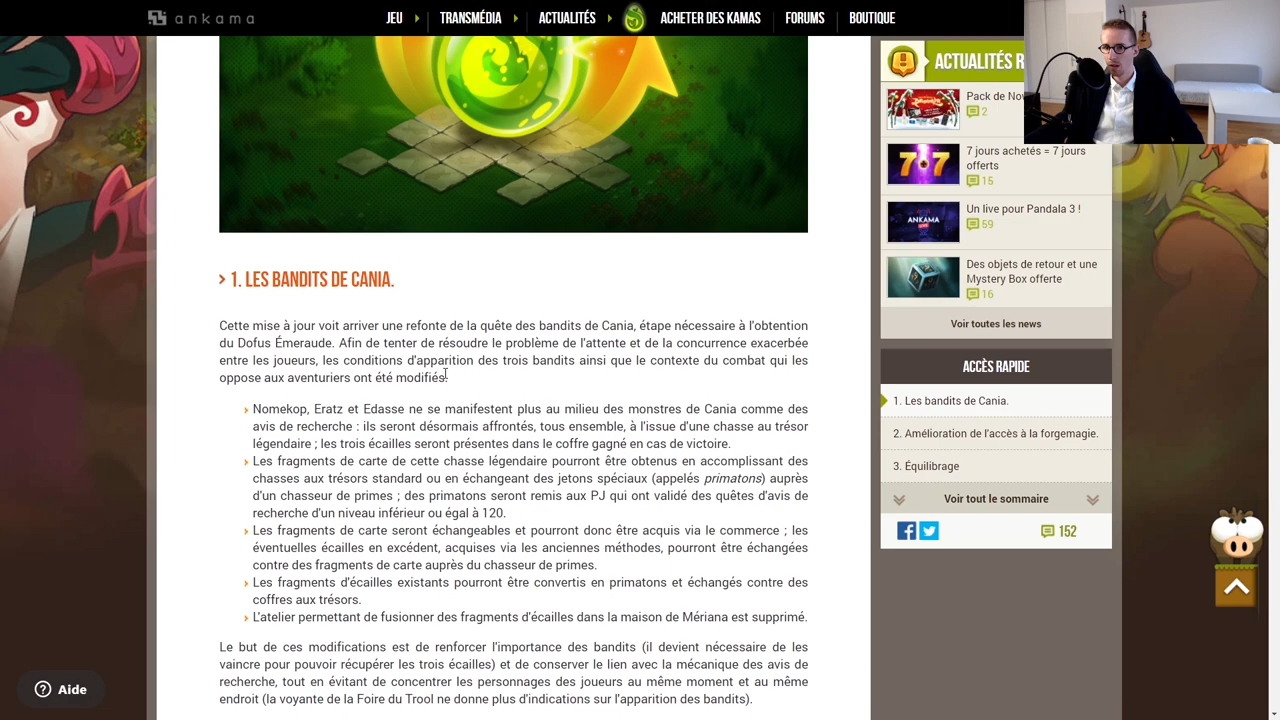 ankama
JEU
TRANSMÉDIA
ACTUALITÉS
ACHETER DES KAMAS
FORUMS
BOUTIQUE
1. LES BANDITS DE CANIA.
Cette mise à jour voit arriver une refonte de la quête des bandits de Cania, étape nécessaire à l'obtention
du Dofus Émeraude. Afin de tenter de résoudre le problème de l'attente et de la concurrence exacerbée
entre les joueurs, les conditions d'apparition des trois bandits ainsi que le contexte du combat qui les
oppose aux aventuriers ont été modifiés.
Nomekop, Eratz et Edasse ne se manifestent plus au milieu des monstres de Cania comme des
avis de recherche : ils seront désormais affrontés, tous ensemble, à l'issue d'une chasse au trésor
légendaire ; les trois écailles seront présentes dans le coffre gagné en cas de victoire.
Les fragments de carte de cette chasse légendaire pourront être obtenus en accomplissant des
chasses aux trésors standard ou en échangeant des jetons spéciaux (appelés primatons) auprès
d'un chasseur de primes ; des primatons seront remis aux PJ qui ont validé des quêtes d'avis de
recherche d'un niveau inférieur ou égal à 120.
Les fragments de carte seront échangeables et pourront donc être acquis via le commerce ; les
éventuelles écailles en excédent, acquises via les anciennes méthodes, pourront être échangées
contre des fragments de carte auprès du chasseur de primes.
Les fragments d'écailles existants pourront être convertis en primatons et échangés contre des
coffres aux trésors.
L'atelier permettant de fusionner des fragments d'écailles dans la maison de Mériana est supprimé.
Le but de ces modifications est de renforcer l'importance des bandits (il devient nécessaire de les
vaincre pour pouvoir récupérer les trois écailles) et de conserver le lien avec la mécanique des avis de
recherche, tout en évitant de concentrer les personnages des joueurs au même moment et au même
endroit (la voyante de la Foire du Trool ne donne plus d'indications sur l'apparition des bandits).
ACTUALITÉS R
Pack de No
2
7 7
7 jours achetés = 7 jours
offerts
15
ANKAMA
LIVE
Un live pour Pandala 3 !
59
Des objets de retour et une
Mystery Box offerte
16
Voir toutes les news
ACCÈS RAPIDE
1. Les bandits de Cania.
2. Amélioration de l'accès à la forgemagie.
3. Équilibrage
Voir tout le sommaire
152
Aide